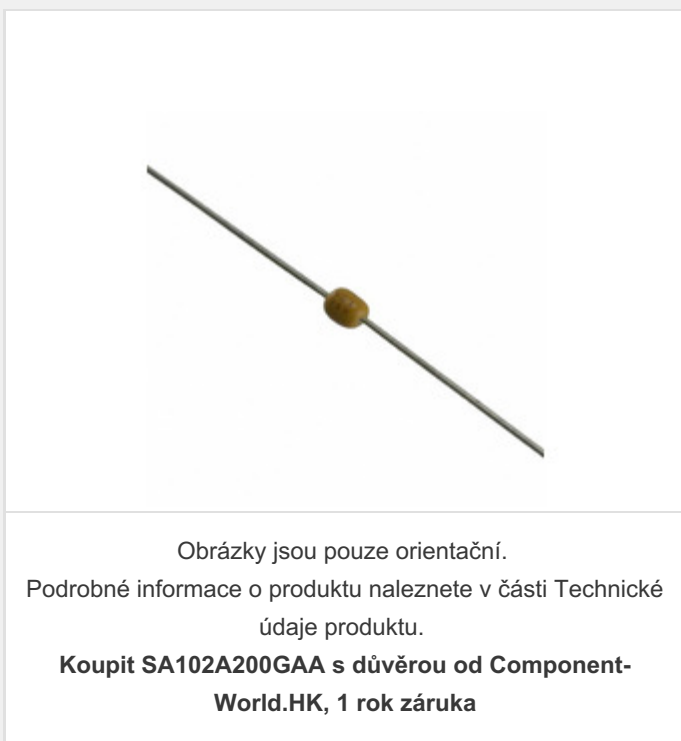 Obrázky jsou pouze orientační.
Podrobné informace o produktu naleznete v části Technické
údaje produktu.
Koupit SA102A200GAA s důvěrou od Component-
World.HK, 1 rok záruka